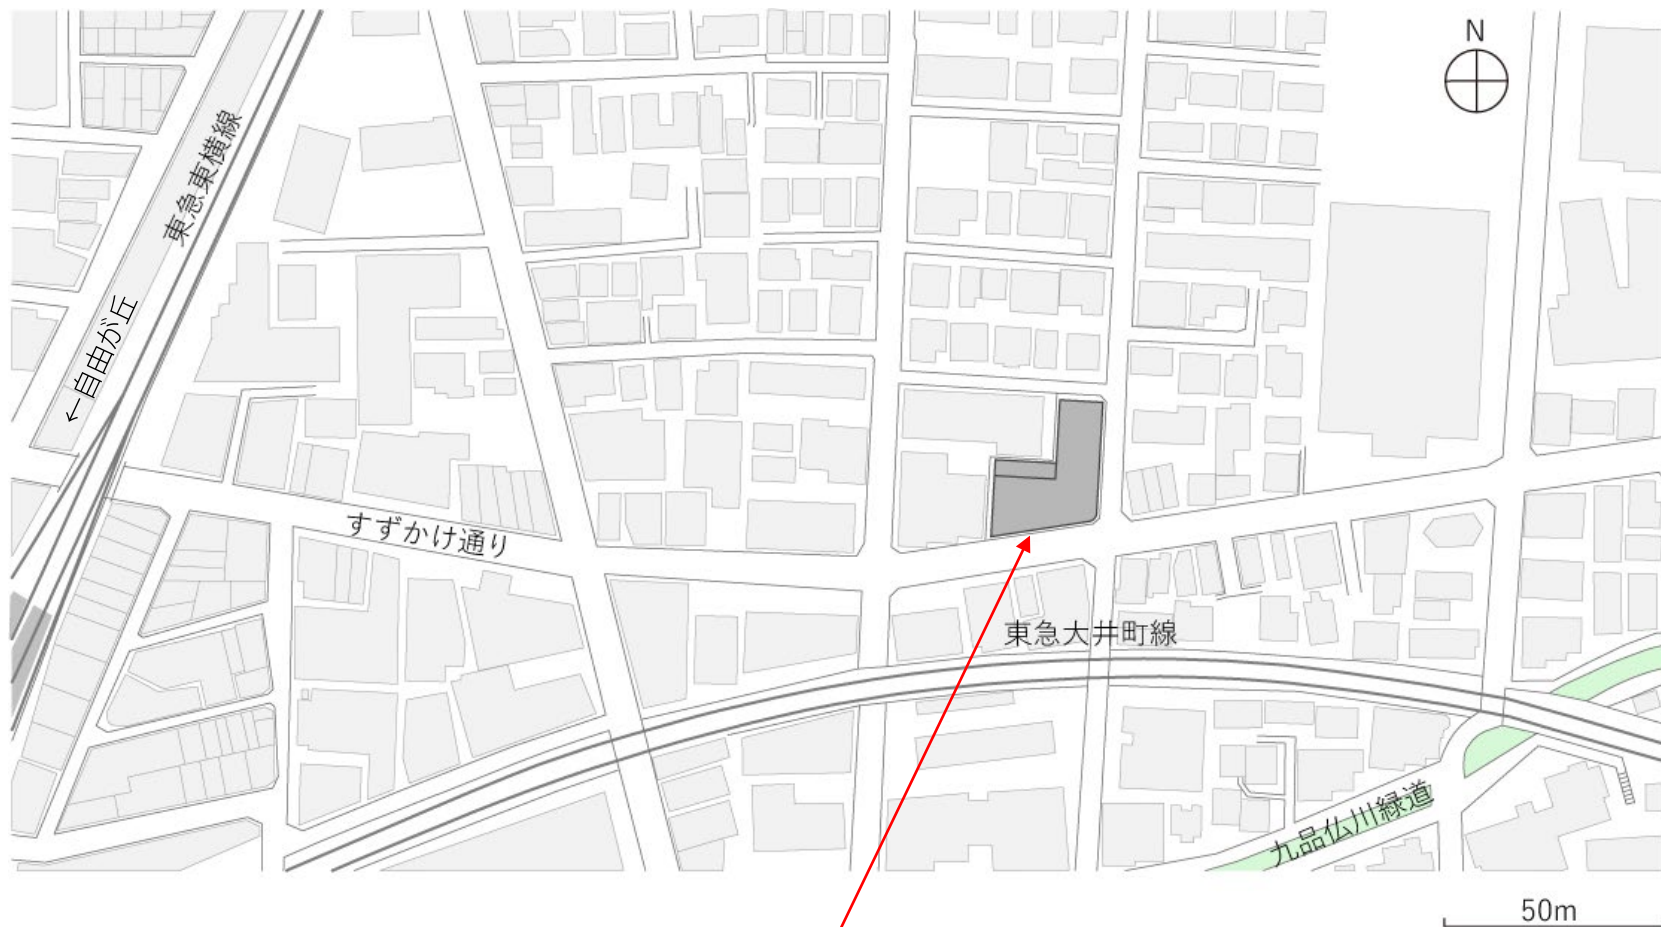 N
東急東横線
←自由が丘
すずかけ通り
東急大井町線
九品仏川緑道
50m